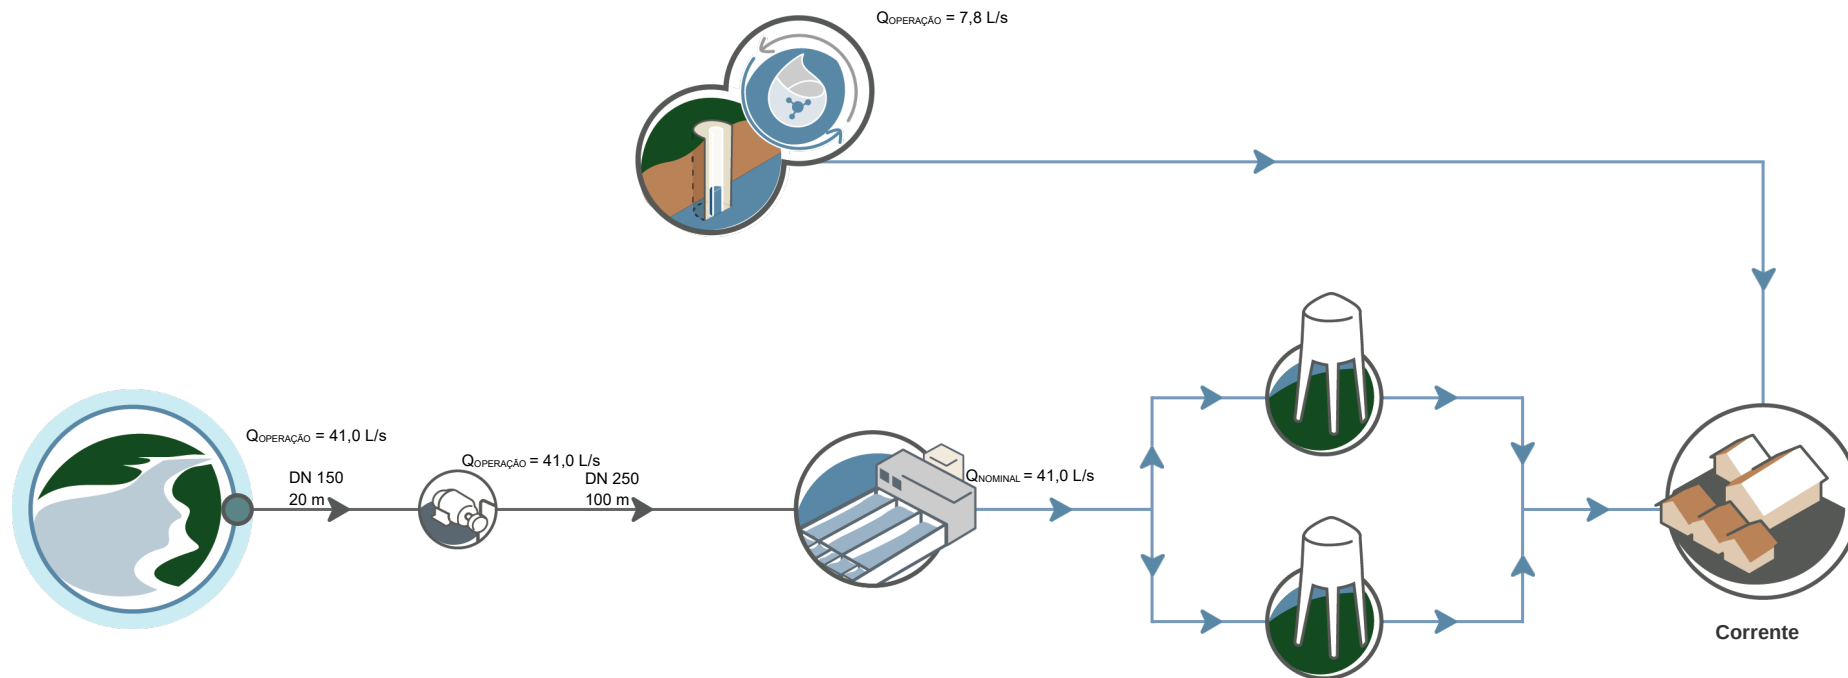 QOPERAÇÃO = 7,8 L/s
QOPERAÇÃO = 41,0 L/s
DN 150
20 m
QOPERAÇÃO = 41,0 L/s
DN 250
100 m
QNOMINAL = 41,0 L/s
Corrente